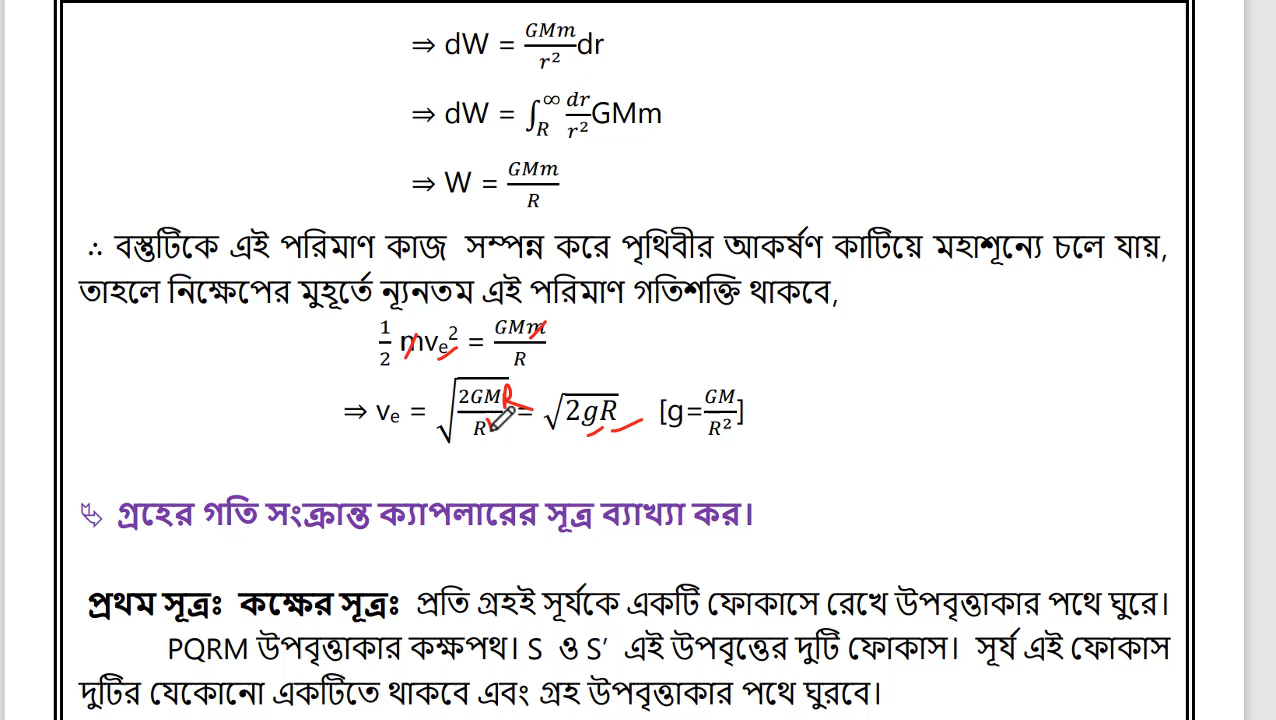 ⇒ dW = GMm/r² dr
⇒ dW = ∫_R^∞ dr/r² GMm
⇒ W = GMm/R
∴ বস্তুটিকে এই পরিমাণ কাজ সম্পন্ন করে পৃথিবীর আকর্ষণ কাটিয়ে মহাশূন্যে চলে যায়,
তাহলে নিক্ষেপের মুহূর্তে ন্যূনতম এই পরিমাণ গতিশক্তি থাকবে,
1/2 mvₑ² = GMm/R
⇒ vₑ = √(2GM/R) = √(2gR) [g=GM/R²]
R
গ্রহের গতি সংক্রান্ত ক্যাপলারের সূত্র ব্যাখ্যা কর।
প্রথম সূত্রঃ কক্ষের সূত্রঃ প্রতি গ্রহই সূর্যকে একটি ফোকাসে রেখে উপবৃত্তাকার পথে ঘুরে।
PQRM উপবৃত্তাকার কক্ষপথ। S ও S′ এই উপবৃত্তের দুটি ফোকাস। সূর্য এই ফোকাস
দুটির যেকোনো একটিতে থাকবে এবং গ্রহ উপবৃত্তাকার পথে ঘুরবে।